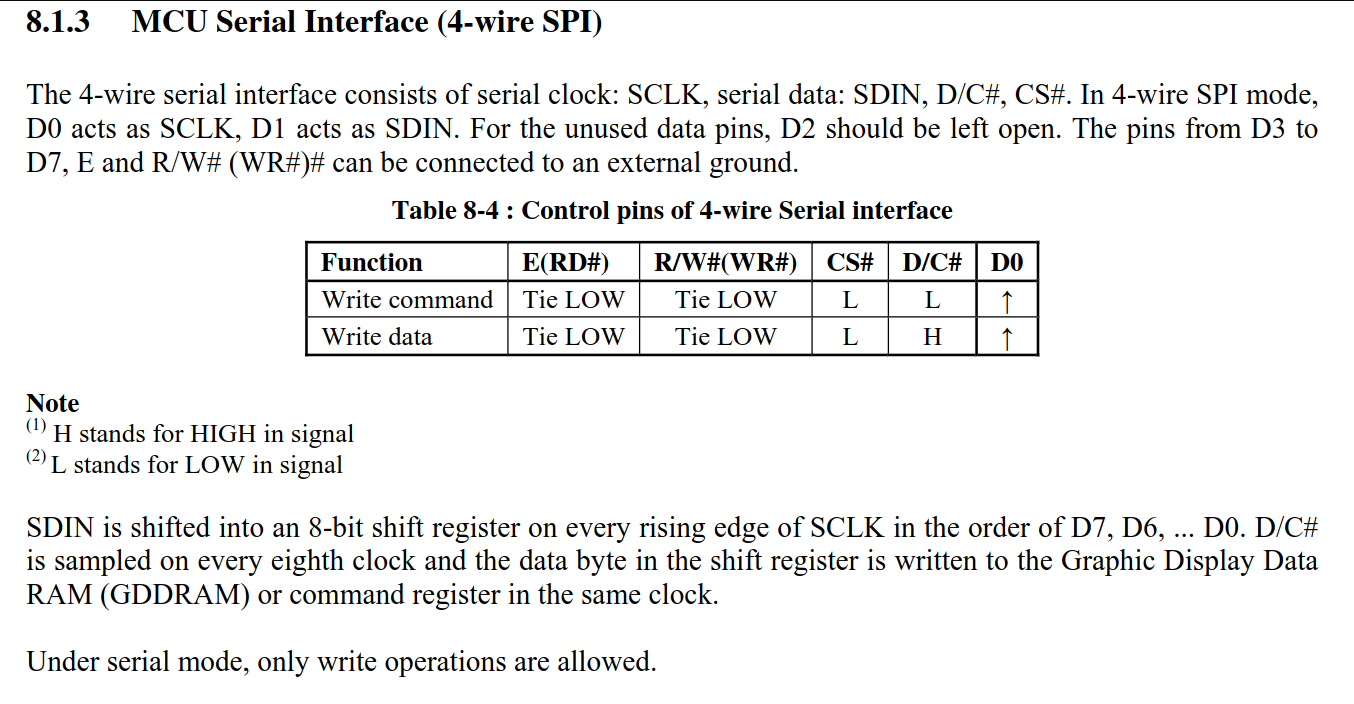 8.1.3 MCU Serial Interface (4-wire SPI)
The 4-wire serial interface consists of serial clock: SCLK, serial data: SDIN, D/C#, CS#. In 4-wire SPI mode,
D0 acts as SCLK, D1 acts as SDIN. For the unused data pins, D2 should be left open. The pins from D3 to
D7, E and R/W# (WR#)# can be connected to an external ground.
Table 8-4 : Control pins of 4-wire Serial interface
Function E(RD#) R/W#(WR#) CS# D/C# D0
Write command Tie LOW Tie LOW L L ↑
Write data Tie LOW Tie LOW L H ↑
Note
(1) H stands for HIGH in signal
(2) L stands for LOW in signal
SDIN is shifted into an 8-bit shift register on every rising edge of SCLK in the order of D7, D6, ... D0. D/C#
is sampled on every eighth clock and the data byte in the shift register is written to the Graphic Display Data
RAM (GDDRAM) or command register in the same clock.
Under serial mode, only write operations are allowed.